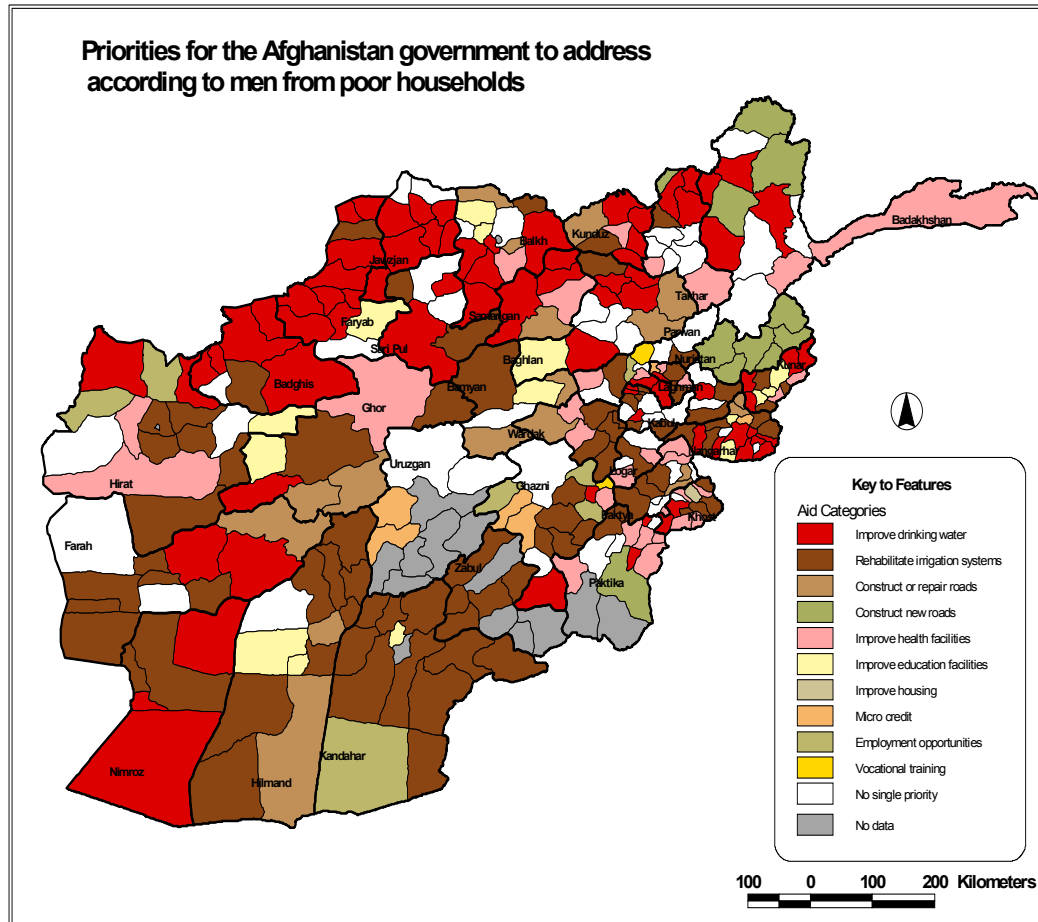 Priorities for the Afghanistan government to address
according to men from poor households
Badakhshan
Kunduz
Balkh
Jawzjan
Takhar
Samangan
Faryab
Parwan
Sari Pul
Nuristan
Baghlan
Kunar
Badghis
Bamyan
Laghman
Ghor
Kabul
Wardak
Nangarhar
Uruzgan
Logar
Hirat
Ghazni
Paktya
Khost
Farah
Zabul
Paktika
Kandahar
Nimroz
Hilmand
Key to Features
Aid Categories
Improve drinking water
Rehabilitate irrigation systems
Construct or repair roads
Construct new roads
Improve health facilities
Improve education facilities
Improve housing
Micro credit
Employment opportunities
Vocational training
No single priority
No data
100 0 100 200 Kilometers